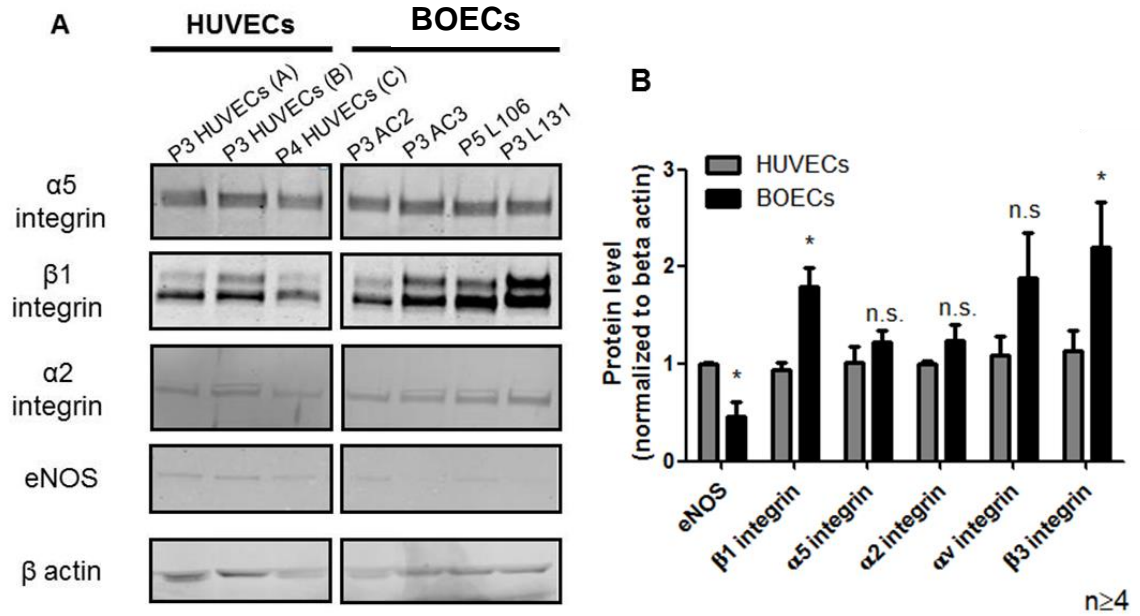 A
HUVECs
BOECs
P3 HUVECs (A)
P3 HUVECs (B)
P4 HUVECs (C)
P3 AC2
P3 AC3
P5 L106
P3 L131
α5
integrin
β1
integrin
α2
integrin
eNOS
β actin
B
HUVECs
BOECs
Protein level
(normalized to beta actin)
3
2
1
0
*
*
n.s.
n.s.
n.s
*
eNOS
β1 integrin
α5 integrin
α2 integrin
αv integrin
β3 integrin
n≥4